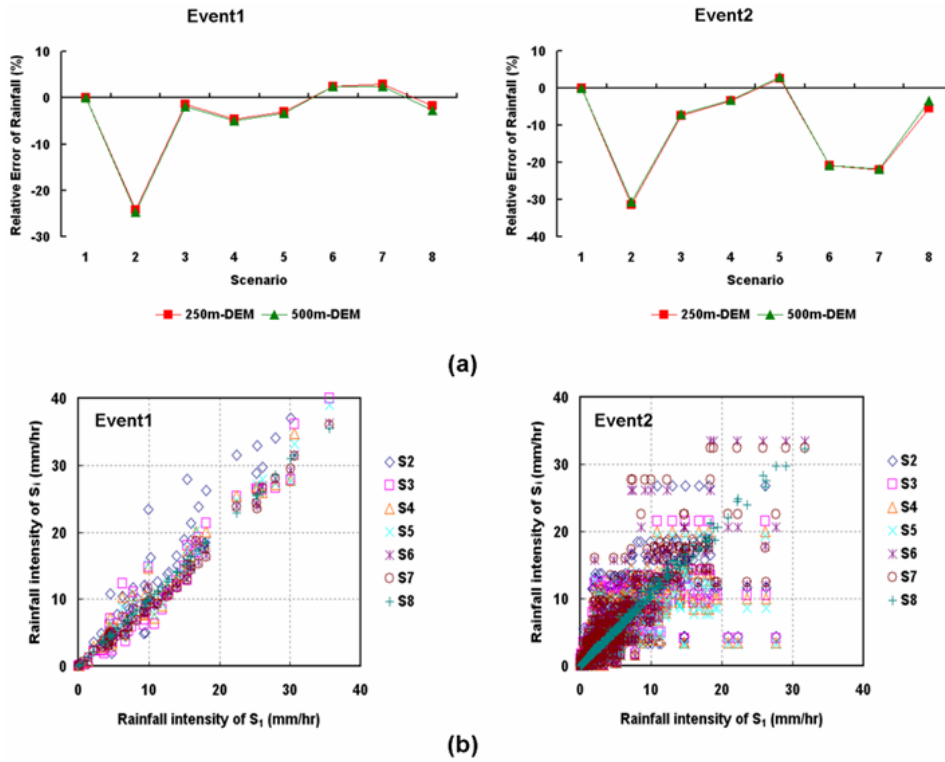 Event1
Relative Error of Rainfall (%)
10
0
-10
-20
-30
1 2 3 4 5 6 7 8
Scenario
250m-DEM 500m-DEM
Event2
Relative Error of Rainfall (%)
10
0
-10
-20
-30
-40
1 2 3 4 5 6 7 8
Scenario
250m-DEM 500m-DEM
(a)
Event1
Rainfall intensity of Si (mm/hr)
40
30
20
10
0
0 10 20 30 40
Rainfall intensity of S1 (mm/hr)
S2
S3
S4
S5
S6
S7
S8
Event2
Rainfall intensity of Si (mm/hr)
40
30
20
10
0
0 10 20 30 40
Rainfall intensity of S1 (mm/hr)
S2
S3
S4
S5
S6
S7
S8
(b)